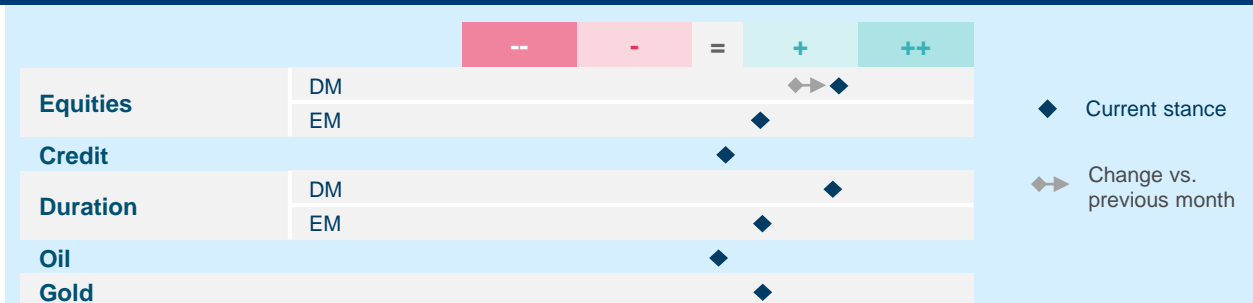 -- - = + ++
Equities
DM
EM
Credit
Duration
DM
EM
Oil
Gold
Current stance
Change vs.
previous month